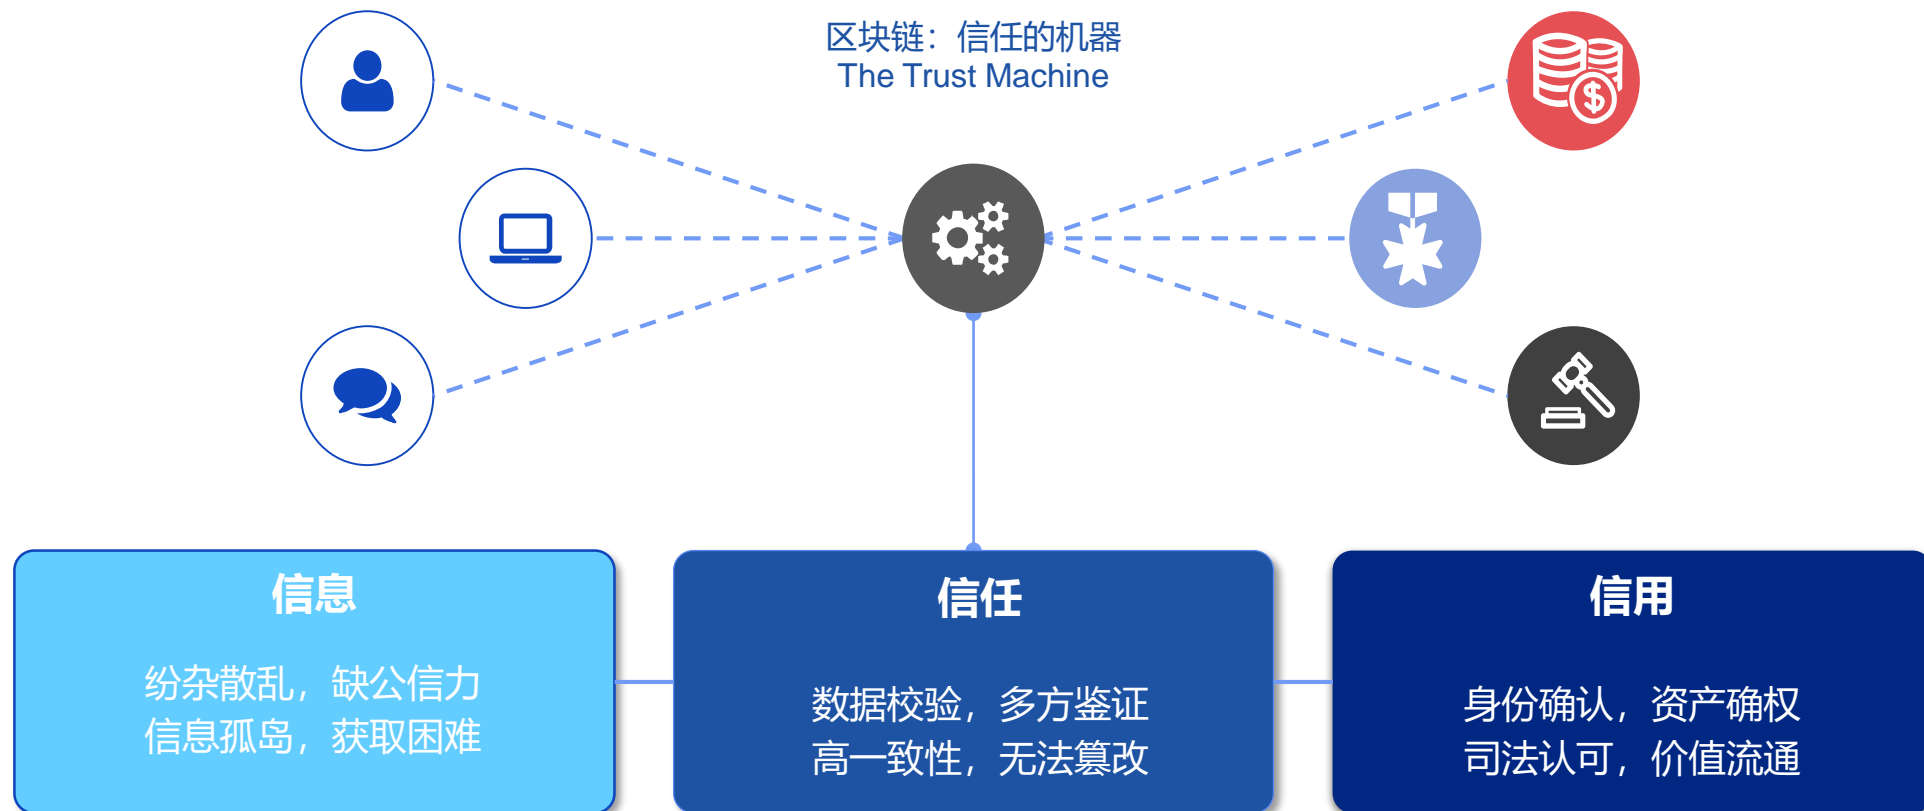 区块链：信任的机器
The Trust Machine
信息
纷杂散乱，缺公信力
信息孤岛，获取困难
信任
数据校验，多方鉴证
高一致性，无法篡改
信用
身份确认，资产确权
司法认可，价值流通